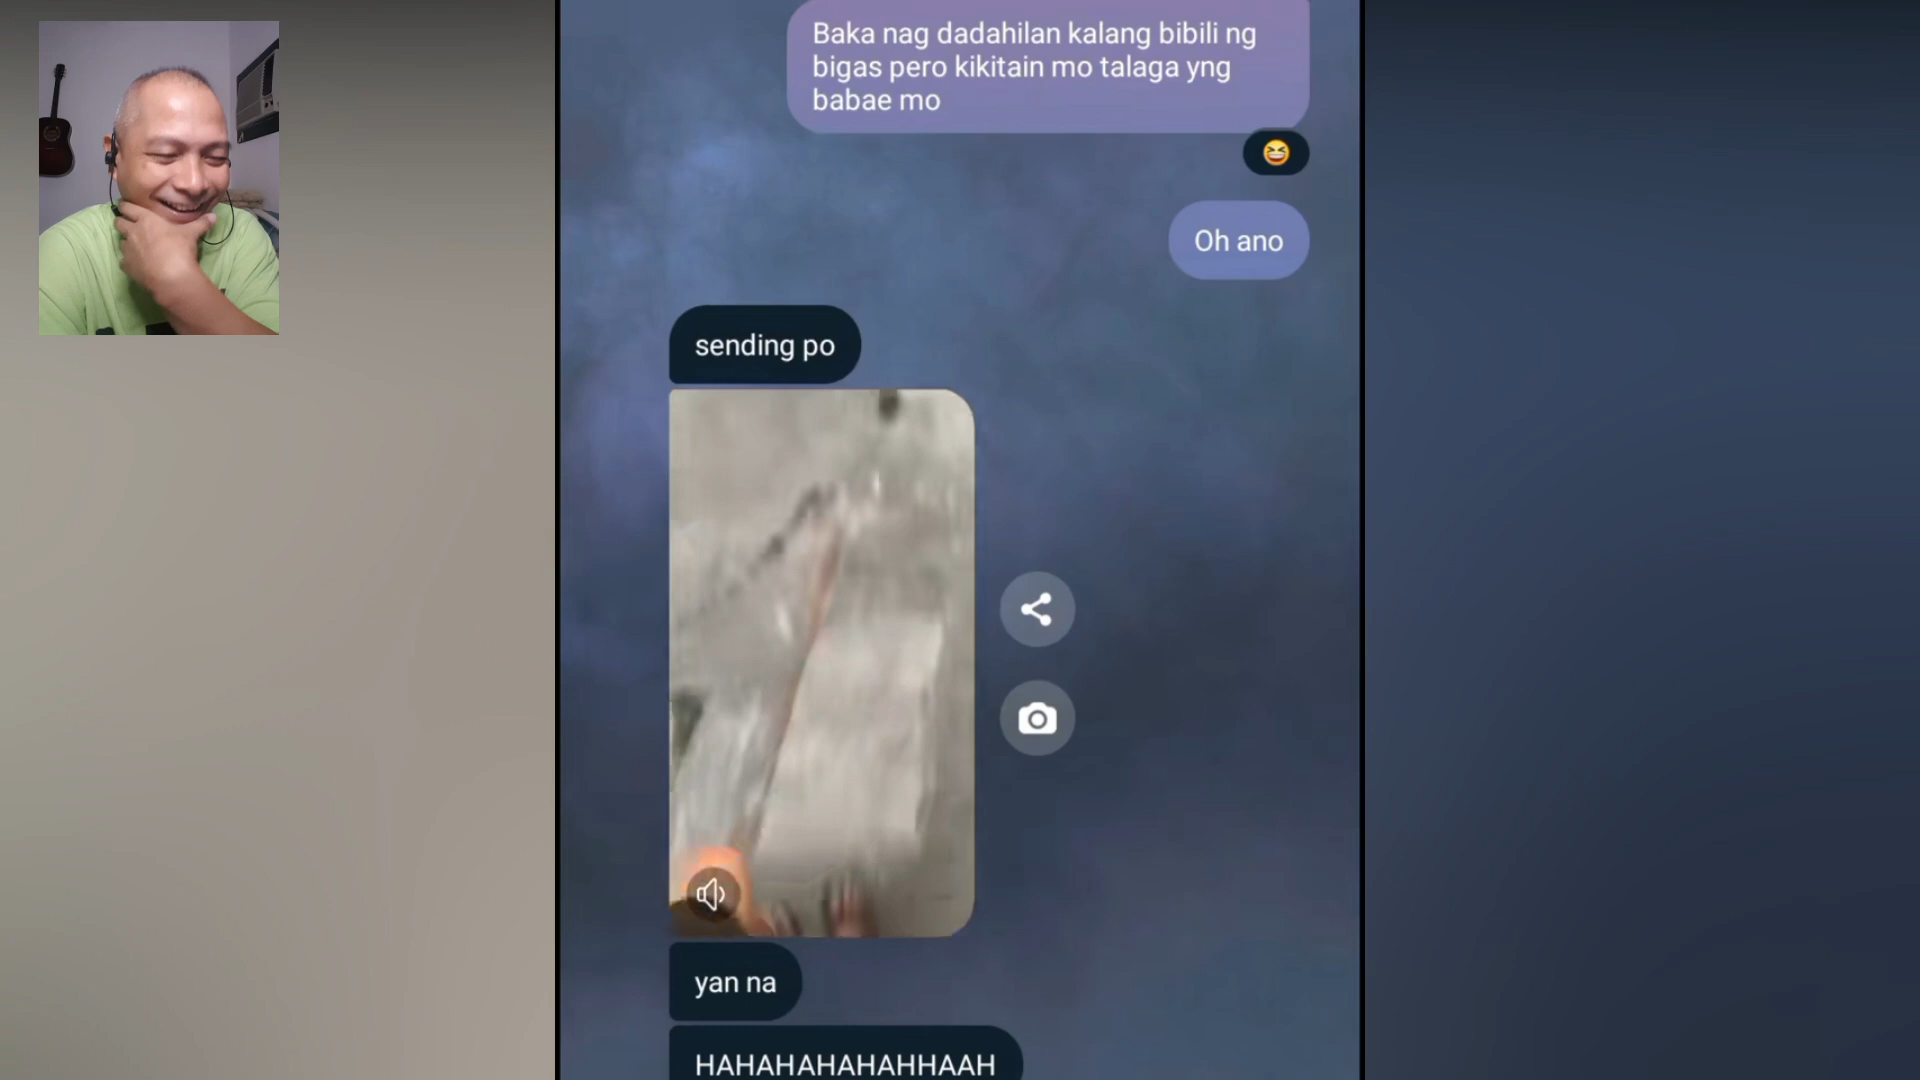 Baka nag dadahilan kalang bibili ng
bigas pero kikitain mo talaga yng
babae mo
Oh ano
sending po
yan na
HAHAHAHAHAHHAAH